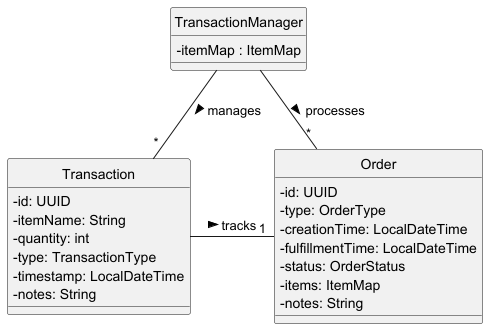 TransactionManager
-itemMap : ItemMap
manages
processes
*
*
Transaction
-id: UUID
-itemName: String
-quantity: int
-type: TransactionType
-timestamp: LocalDateTime
-notes: String
tracks
1
Order
-id: UUID
-type: OrderType
-creationTime: LocalDateTime
-fulfillmentTime: LocalDateTime
-status: OrderStatus
-items: ItemMap
-notes: String